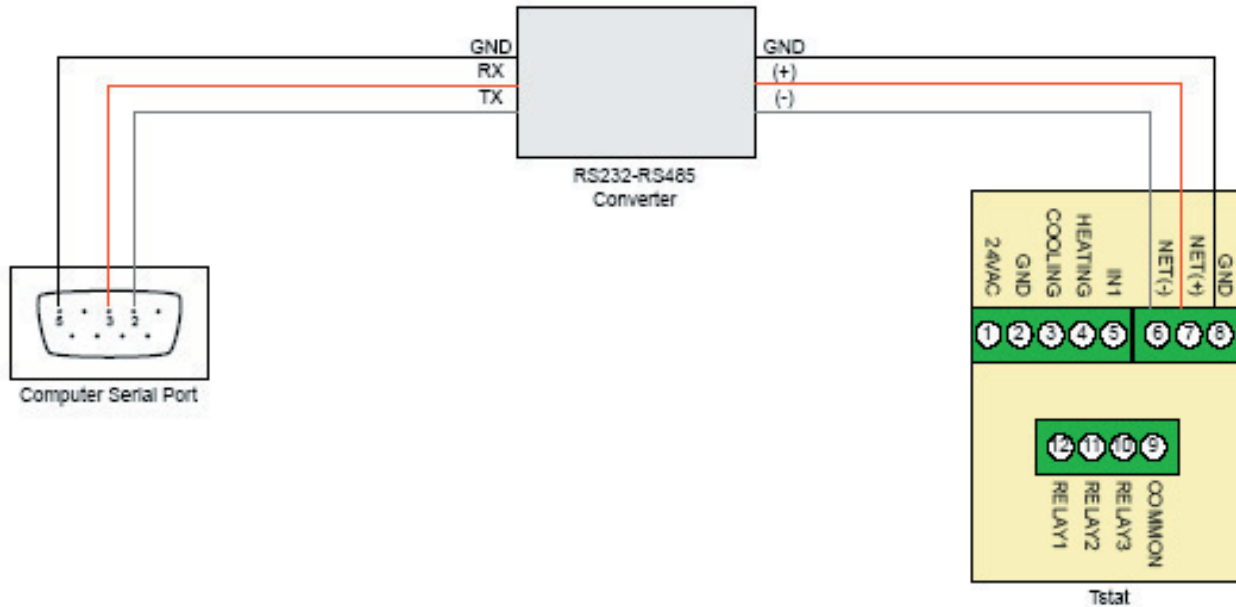 GND
RX
TX
GND
(+)
(-)
RS232-RS485
Converter
5 3 2
Computer Serial Port
24VAC
GND
COOLING
HEATING
IN1
NET(-)
NET(+)
GND
1 2 3 4 5 6 7 8
12 11 10 9
RELAY1
RELAY2
RELAY3
COMMON
Tstat